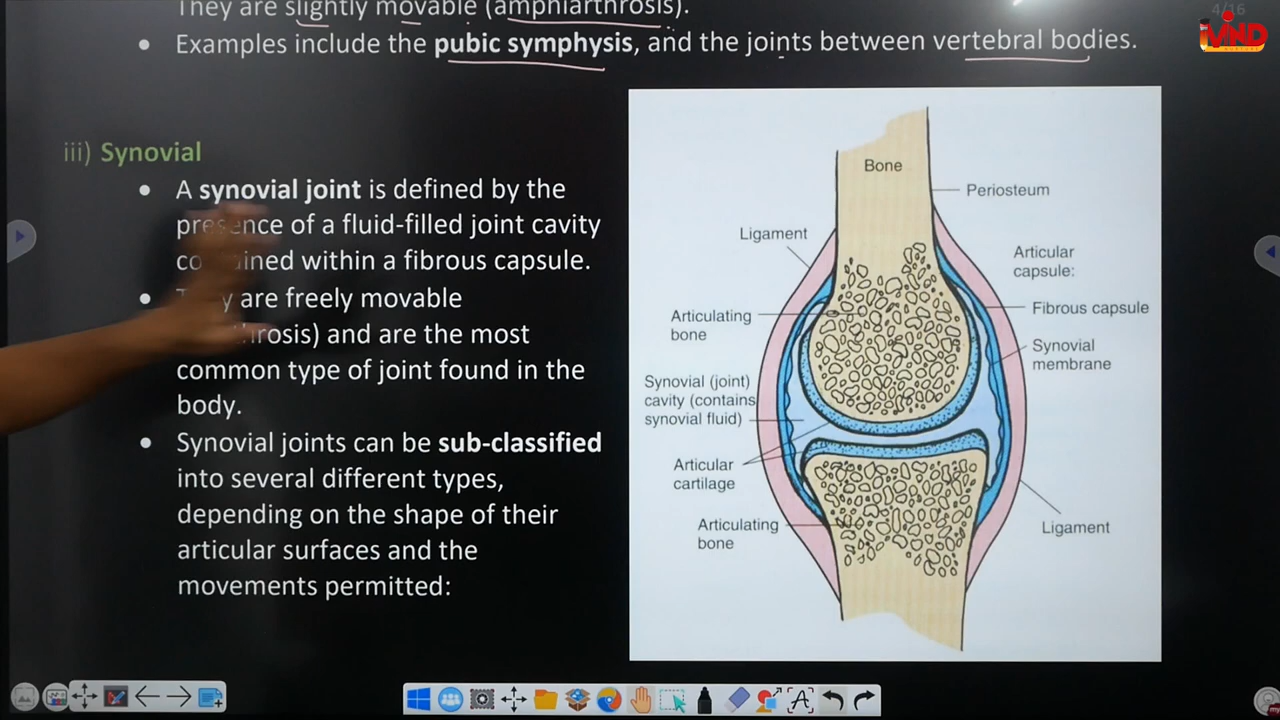 They are slightly movable (amphiarthrosis).
4/16
• Examples include the pubic symphysis, and the joints between vertebral bodies.
iii) Synovial
• A synovial joint is defined by the
presence of a fluid-filled joint cavity
within a fibrous capsule.
• are freely movable
and are the most
common type of joint found in the
body.
• Synovial joints can be sub-classified
into several different types,
depending on the shape of their
articular surfaces and the
movements permitted:
Bone
Periosteum
Ligament
Articular
capsule:
Fibrous capsule
Articulating
bone
Synovial
membrane
Synovial (joint)
cavity (contains
synovial fluid)
Articular
cartilage
Articulating
bone
Ligament